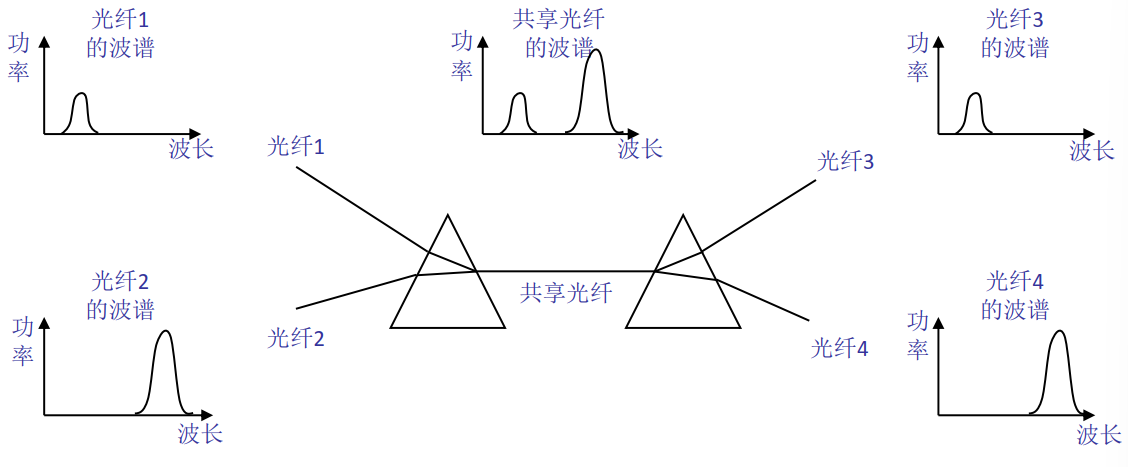 光纤1
的波谱
功
率
波长
共享光纤
的波谱
功
率
波长
光纤3
的波谱
功
率
波长
光纤1
光纤3
共享光纤
光纤2
光纤4
光纤2
的波谱
功
率
波长
光纤4
的波谱
功
率
波长